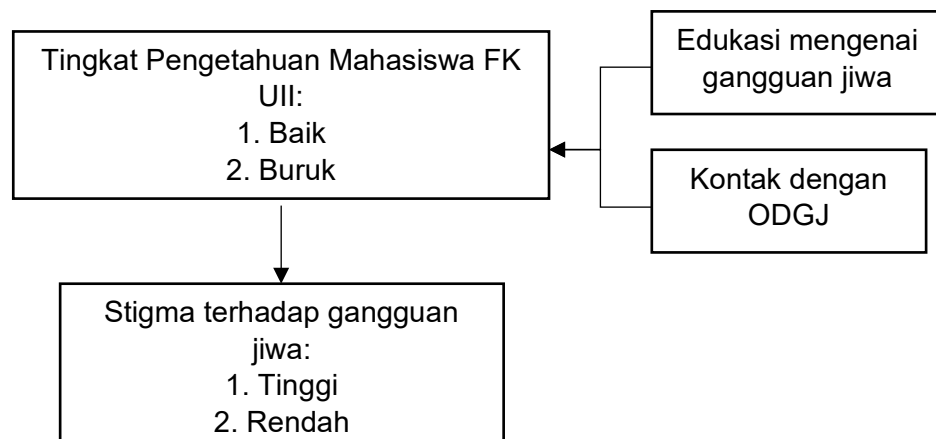 Tingkat Pengetahuan Mahasiswa FK
UII:
1. Baik
2. Buruk
Edukasi mengenai
gangguan jiwa
Kontak dengan
ODGJ
Stigma terhadap gangguan
jiwa:
1. Tinggi
2. Rendah